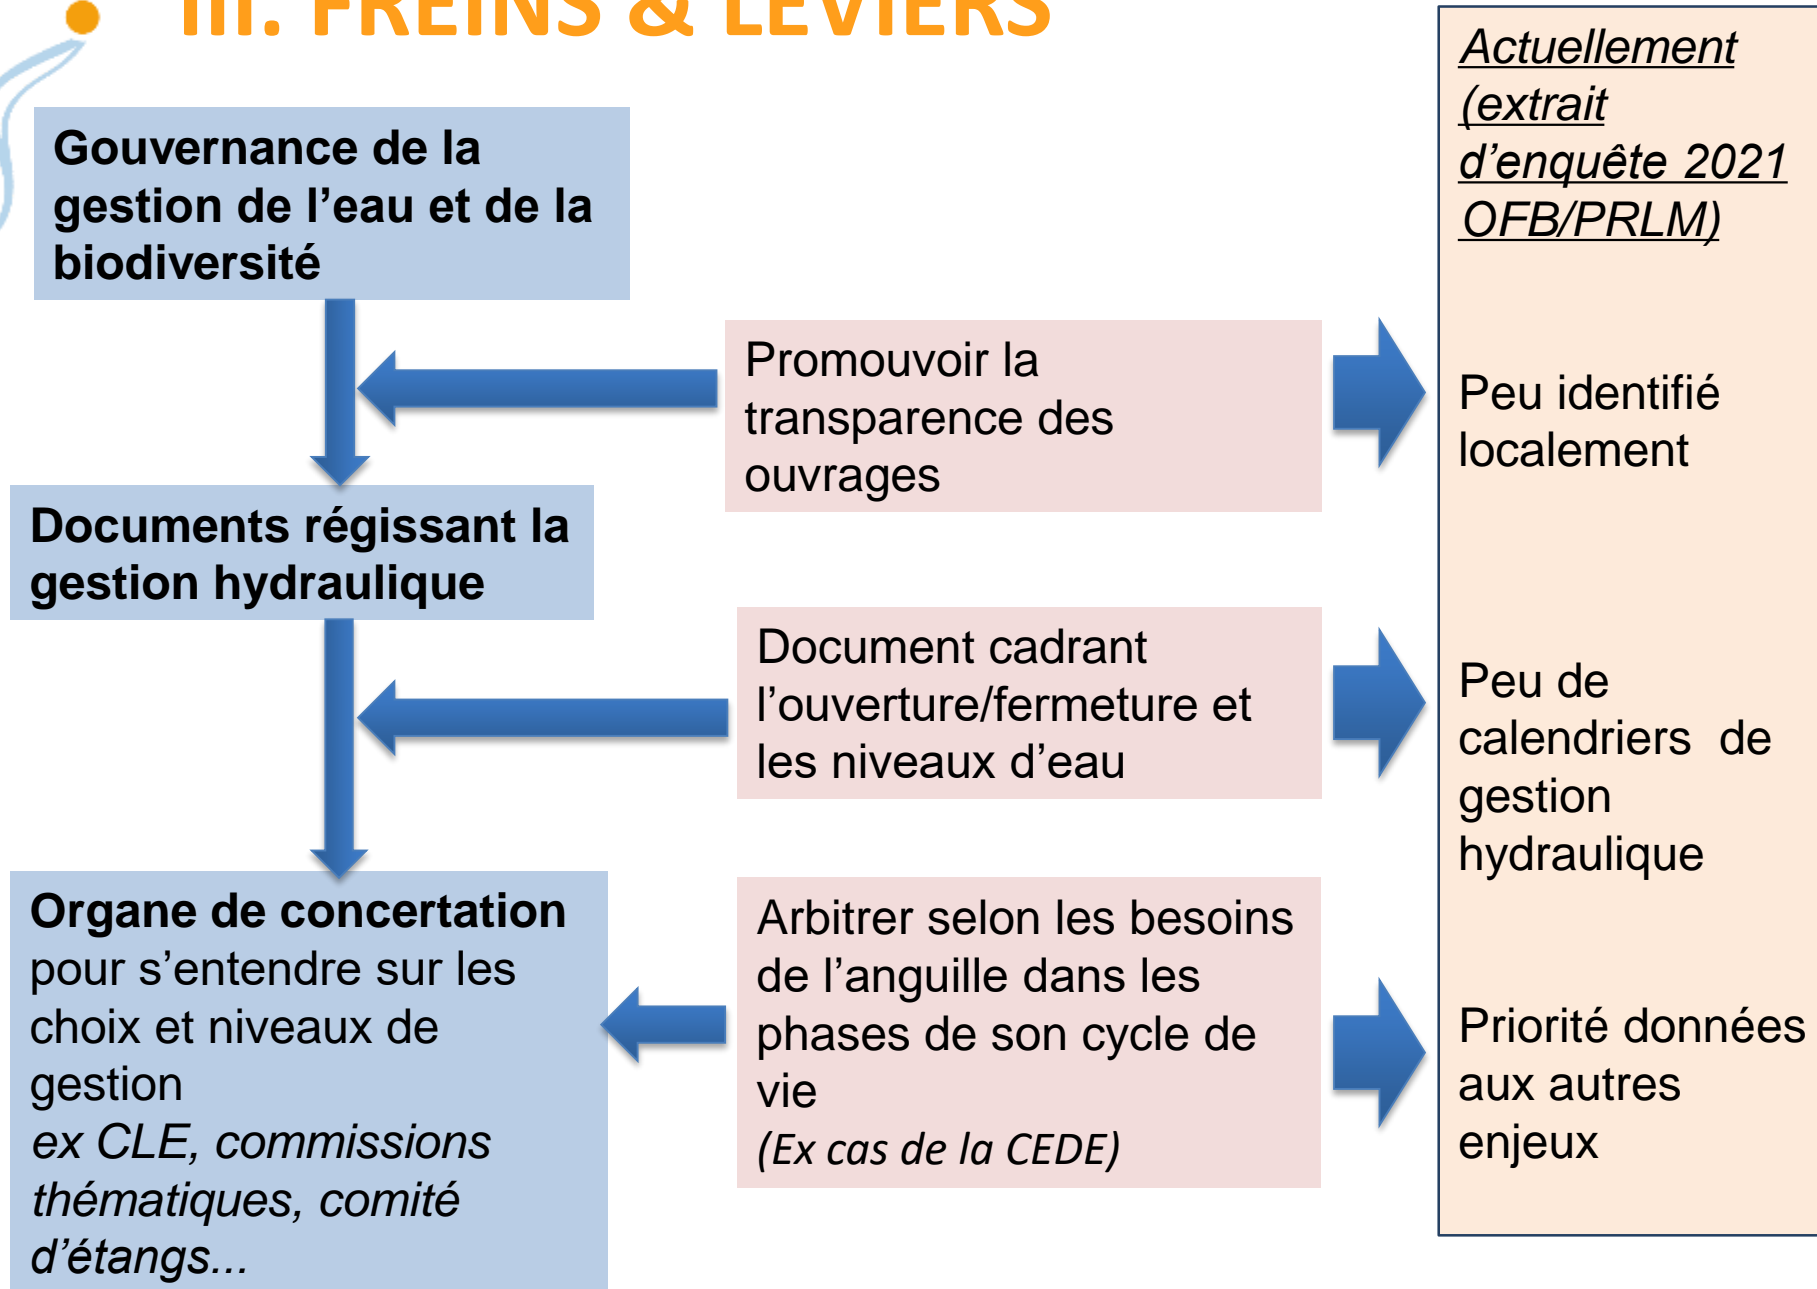 III. FREINS & LEVIERS
Gouvernance de la
gestion de l’eau et de la
biodiversité
Documents régissant la
gestion hydraulique
Organe de concertation
pour s’entendre sur les
choix et niveaux de
gestion
ex CLE, commissions
thématiques, comité
d’étangs...
Promouvoir la
transparence des
ouvrages
Document cadrant
l’ouverture/fermeture et
les niveaux d’eau
Arbitrer selon les besoins
de l’anguille dans les
phases de son cycle de
vie
(Ex cas de la CEDE)
Actuellement
(extrait
d’enquête 2021
OFB/PRLM)
Peu identifié
localement
Peu de
calendriers de
gestion
hydraulique
Priorité données
aux autres
enjeux